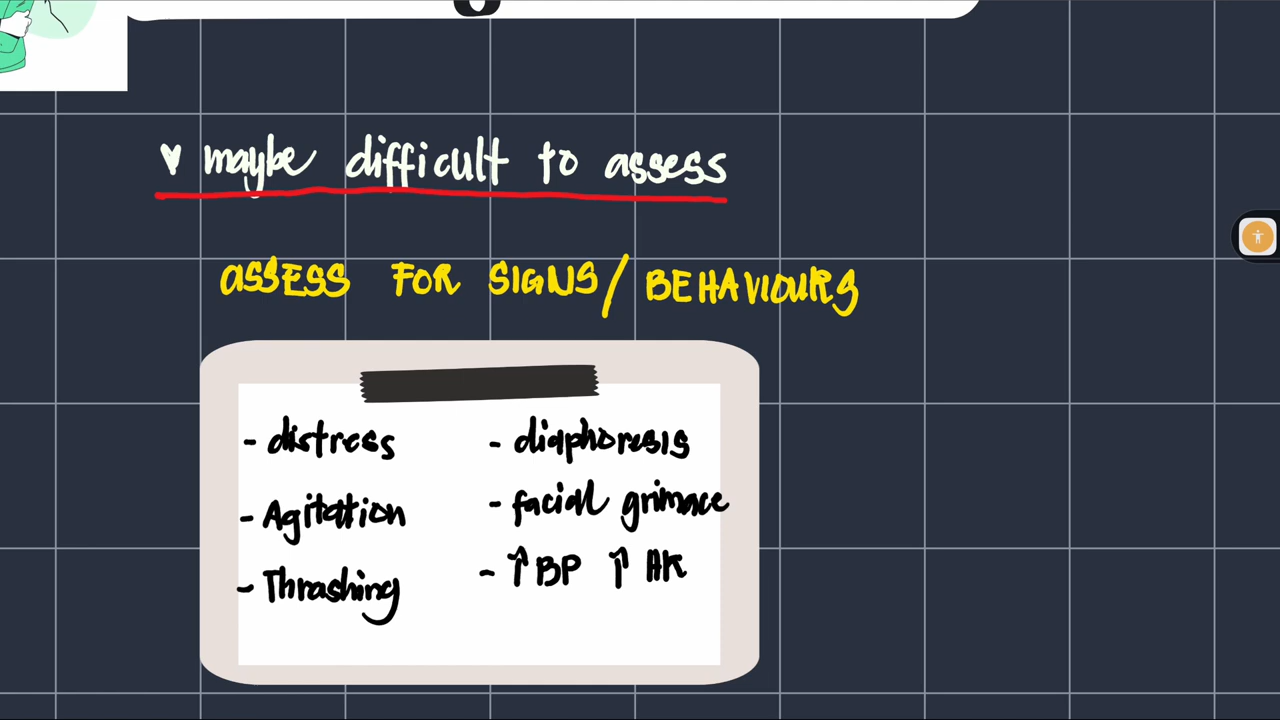 maybe difficult to assess
ASSESS FOR SIGNS/ BEHAVIOURS
- distress
- Agitation
- Thrashing
- diaphoresis
- facial grimace
- ↑BP ↑ HR